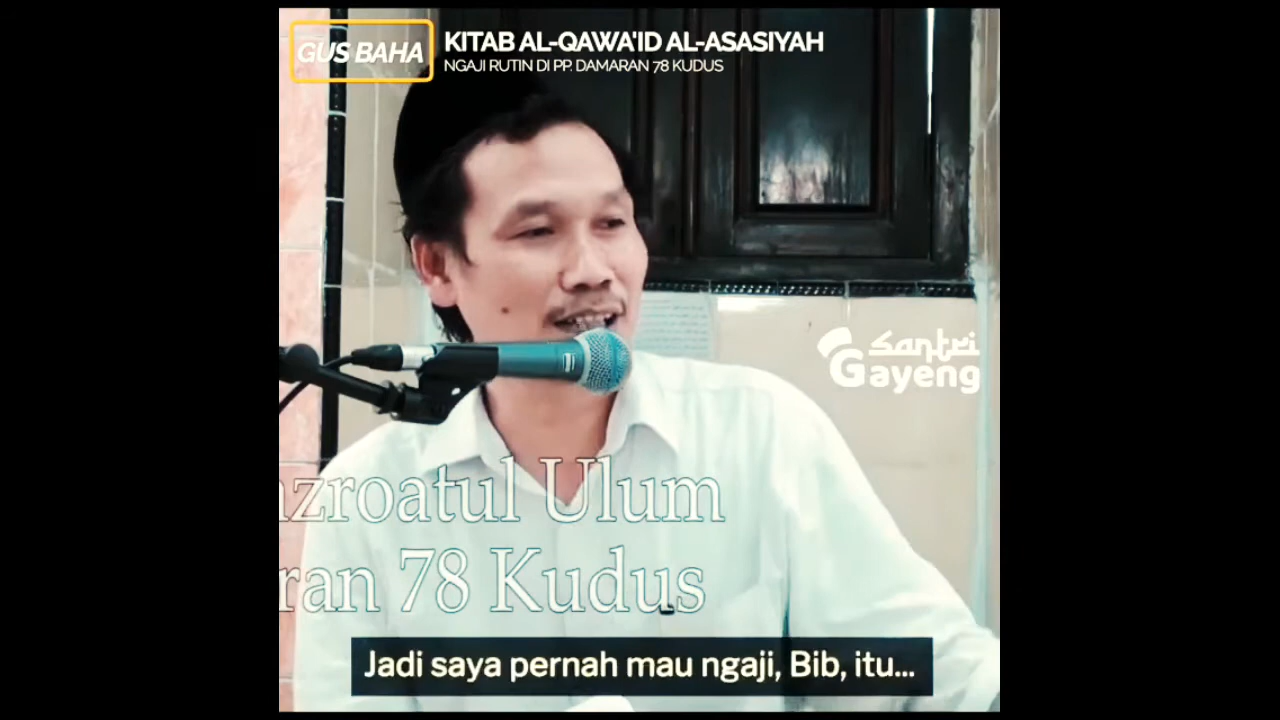 GUS BAHA
KITAB AL-QAWA'ID AL-ASASIYAH
NGAJI RUTIN DI PP. DAMARAN 78 KUDUS
Santri
Gayeng
azroatul Ulum
ran 78 Kudus
Jadi saya pernah mau ngaji, Bib, itu...